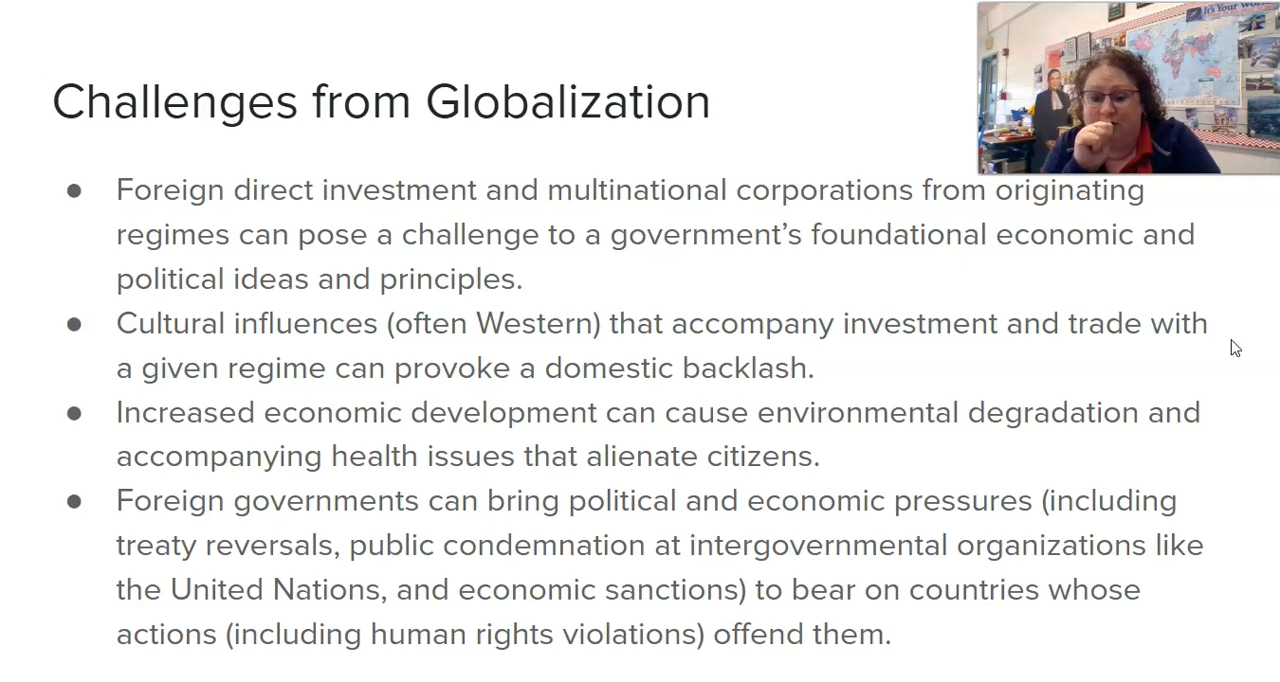 Challenges from Globalization
● Foreign direct investment and multinational corporations from originating
regimes can pose a challenge to a government’s foundational economic and
political ideas and principles.
● Cultural influences (often Western) that accompany investment and trade with
a given regime can provoke a domestic backlash.
● Increased economic development can cause environmental degradation and
accompanying health issues that alienate citizens.
● Foreign governments can bring political and economic pressures (including
treaty reversals, public condemnation at intergovernmental organizations like
the United Nations, and economic sanctions) to bear on countries whose
actions (including human rights violations) offend them.
It's Your